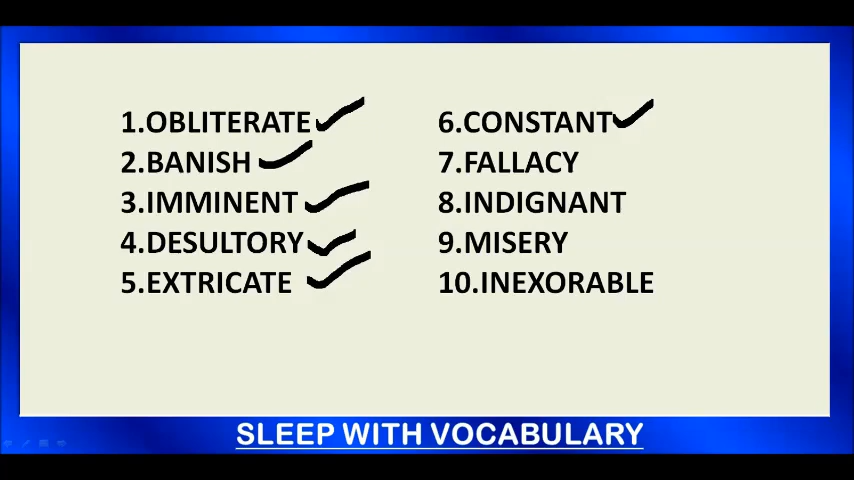 1.OBLITERATE
2.BANISH
3.IMMINENT
4.DESULTORY
5.EXTRICATE
6.CONSTANT
7.FALLACY
8.INDIGNANT
9.MISERY
10.INEXORABLE
SLEEP WITH VOCABULARY